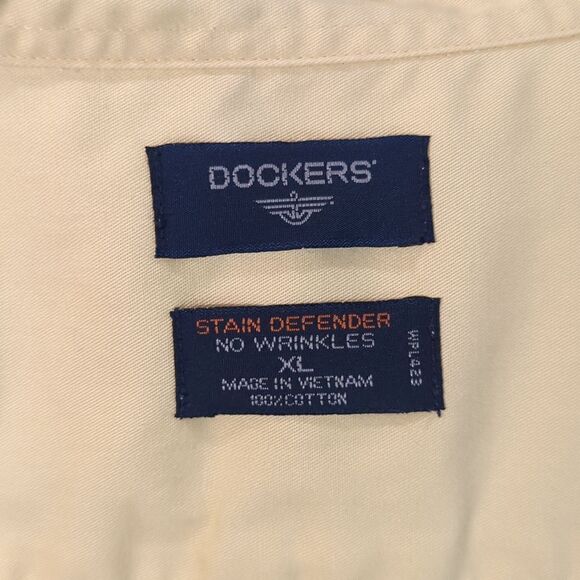 DOCKERS®
STAIN DEFENDER
NO WRINKLES
XL
MADE IN VIETNAM
100% COTTON
WPL423